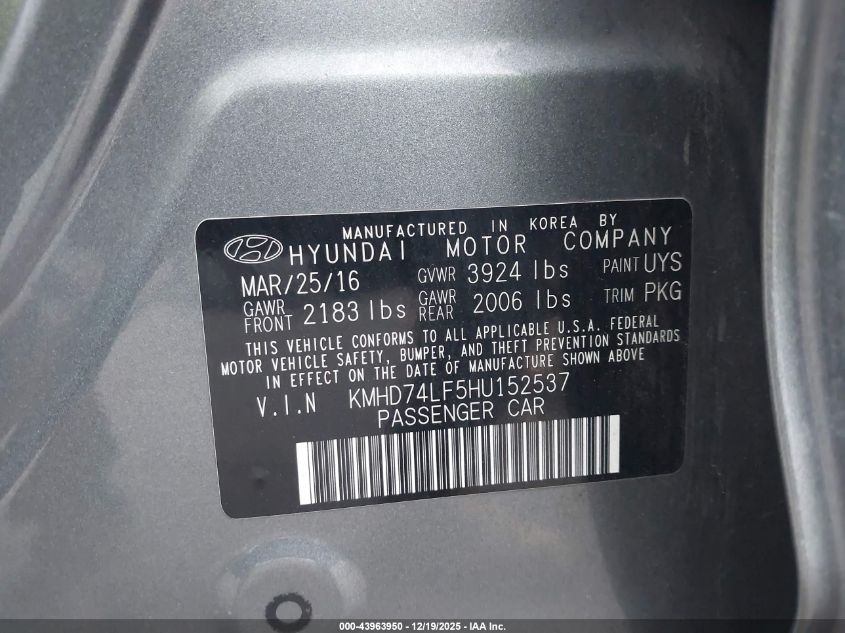 MANUFACTURED IN KOREA BY
HYUNDAI MOTOR COMPANY
MAR/25/16 GVWR 3924 lbs PAINT UYS
GAWR FRONT 2183 lbs GAWR REAR 2006 lbs TRIM PKG
THIS VEHICLE CONFORMS TO ALL APPLICABLE U.S.A. FEDERAL
MOTOR VEHICLE SAFETY, BUMPER, AND THEFT PREVENTION STANDARDS
IN EFFECT ON THE DATE OF MANUFACTURE SHOWN ABOVE
V.I.N KMHD74LF5HU152537
PASSENGER CAR
000-43963950 - 12/19/2025 - IAA Inc.